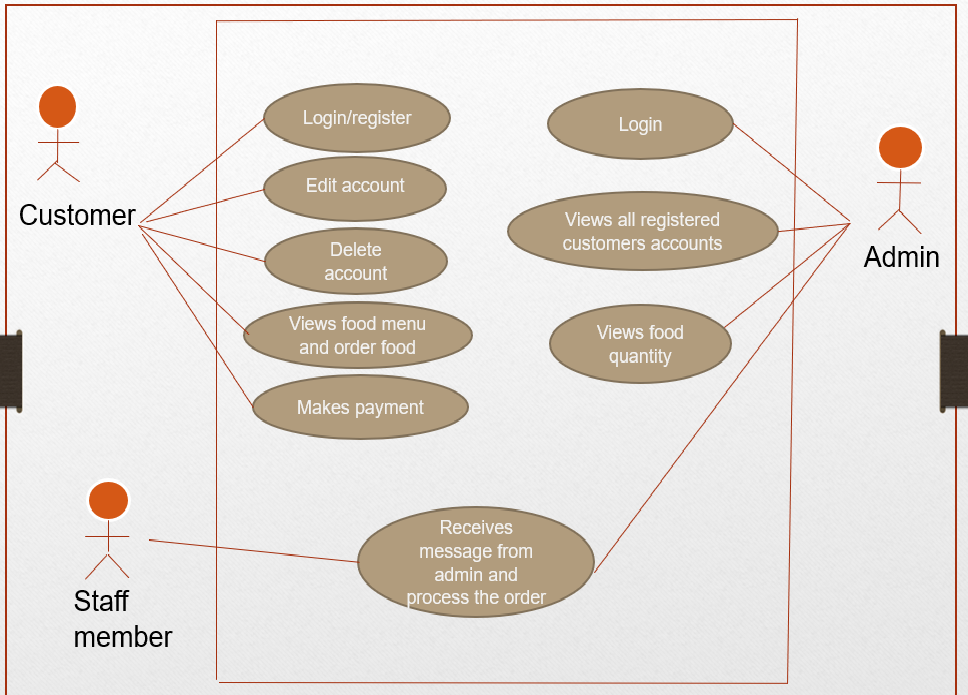 Customer
Login/register
Edit account
Delete
account
Views food menu
and order food
Makes payment
Login
Views all registered
customers accounts
Views food
quantity
Admin
Staff
member
Receives
message from
admin and
process the order